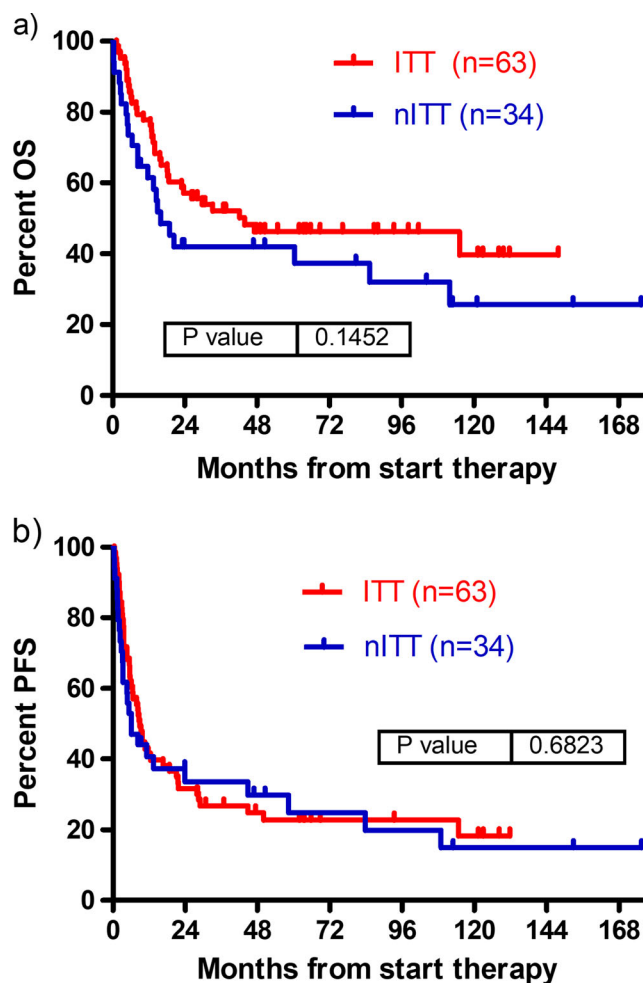 a)
100
80
60
40
20
0
Percent OS
ITT (n=63)
nITT (n=34)
P value 0.1452
0 24 48 72 96 120 144 168
Months from start therapy
b)
100
80
60
40
20
0
Percent PFS
ITT (n=63)
nITT (n=34)
P value 0.6823
0 24 48 72 96 120 144 168
Months from start therapy